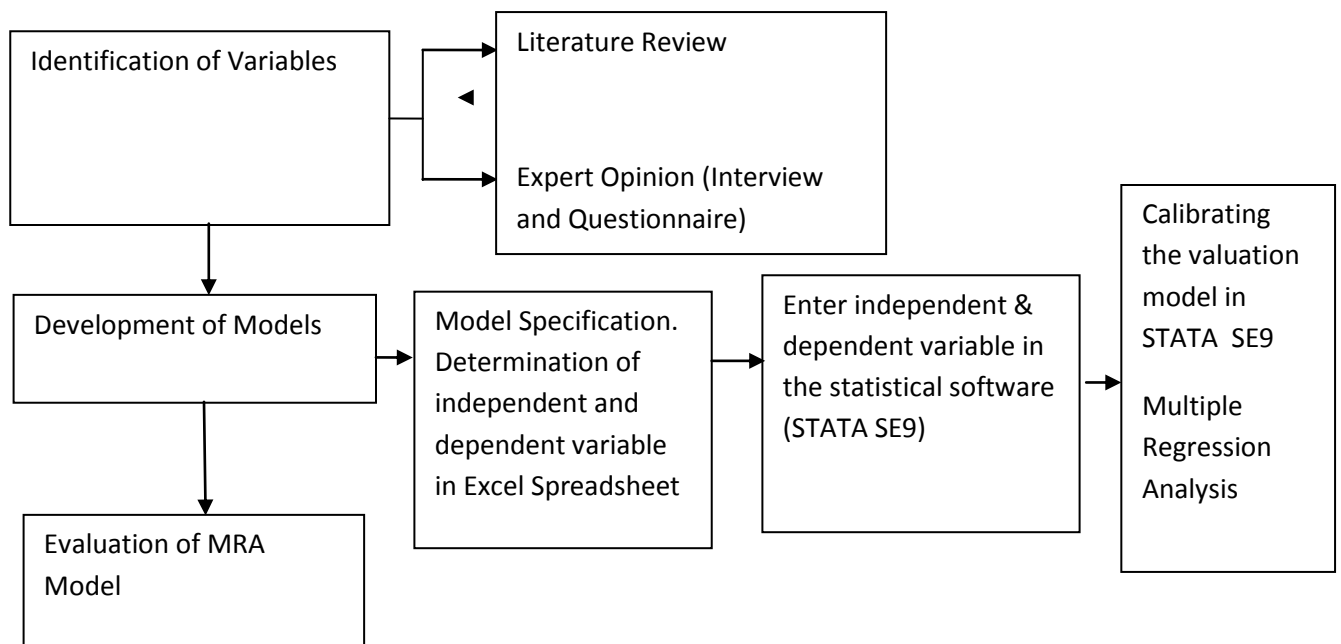 Identification of Variables
Literature Review
Expert Opinion (Interview
and Questionnaire)
Development of Models
Model Specification.
Determination of
independent and
dependent variable
in Excel Spreadsheet
Enter independent &
dependent variable in
the statistical software
(STATA SE9)
Calibrating
the valuation
model in
STATA SE9
Multiple
Regression
Analysis
Evaluation of MRA
Model